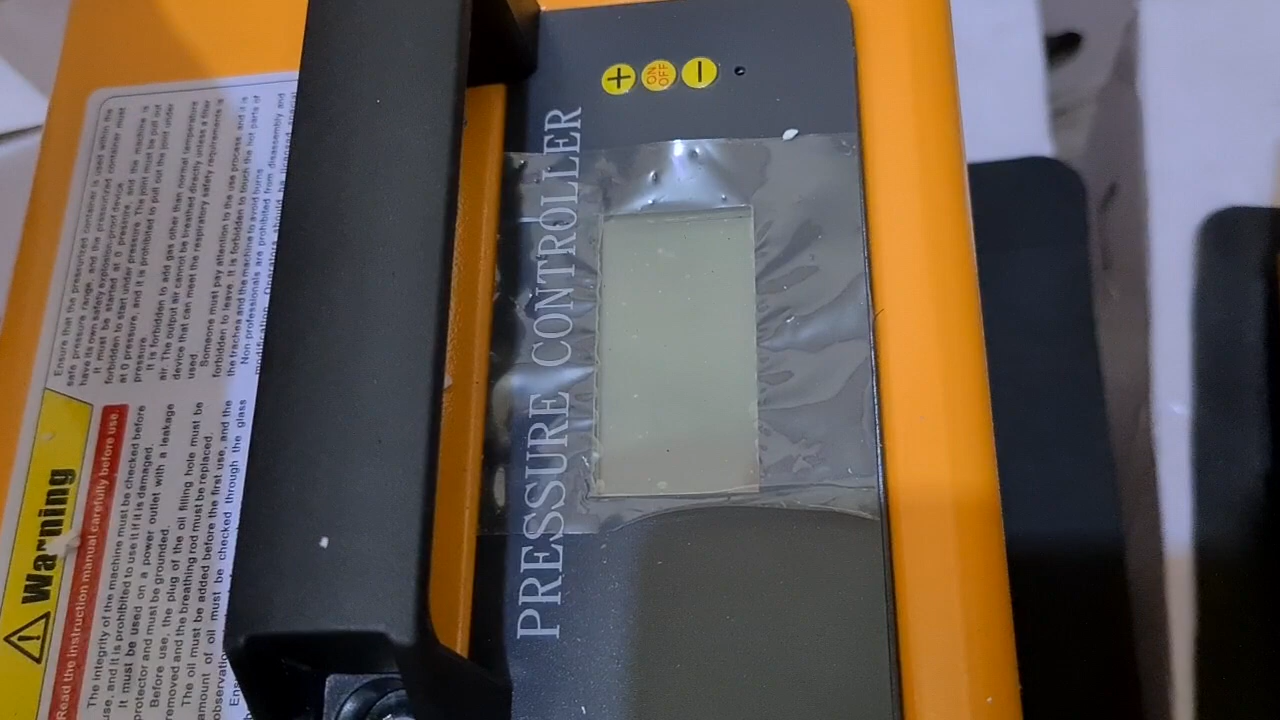 Warning
Read the instruction manual carefully before use.
The integrity of the machine must be checked before
use, and it is prohibited to use it if it is damaged.
It must be used on a power outlet with a leakage
protector and must be grounded.
Before use, the plug of the oil filling hole must be
removed and the breathing rod must be replaced.
The oil must be added before the first use, and the
amount of oil must be checked through the glass
Ensure that the pressurized container is used within the
safe pressure range, and the pressurized container must
have its own safety explosion-proof device.
It must be started at 0 pressure, and the machine is
forbidden to start under pressure. The joint must be put out
at 0 pressure, and it is prohibited to pull out the joint under
pressure.
It is forbidden to add gas other than normal temperature
air. The output air cannot be breathed directly unless a filter
device that can meet the respiratory safety requirements is
used.
Someone must pay attention to the use process, and it is
forbidden to leave. It is forbidden to touch the hot parts of
the trachea and the machine to avoid burns.
Non-professionals are prohibited from disassembly and
modification. Operators should be licensed special
PRESSURE CONTROLLER
+
ON
OFF
−